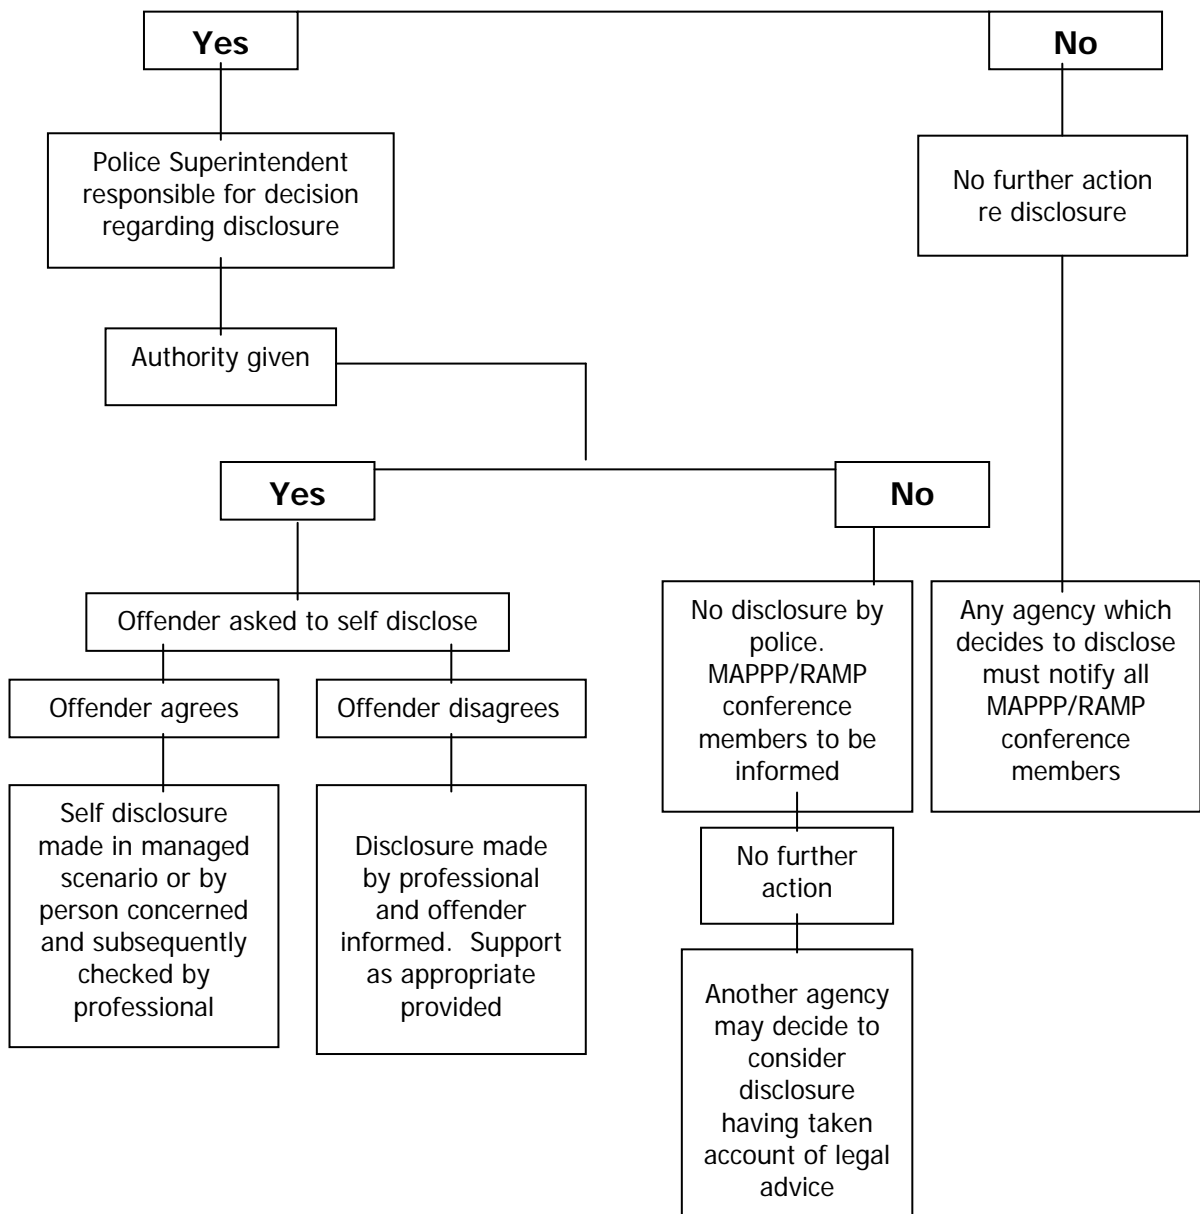 Yes
No
Police Superintendent
responsible for decision
regarding disclosure
No further action
re disclosure
Authority given
Yes
No
Offender asked to self disclose
Offender agrees
Offender disagrees
Self disclosure
made in managed
scenario or by
person concerned
and subsequently
checked by
professional
Disclosure made
by professional
and offender
informed.  Support
as appropriate
provided
No disclosure by
police.
MAPPP/RAMP
conference
members to be
informed
No further
action
Another agency
may decide to
consider
disclosure
having taken
account of legal
advice
Any agency which
decides to disclose
must notify all
MAPPP/RAMP
conference
members